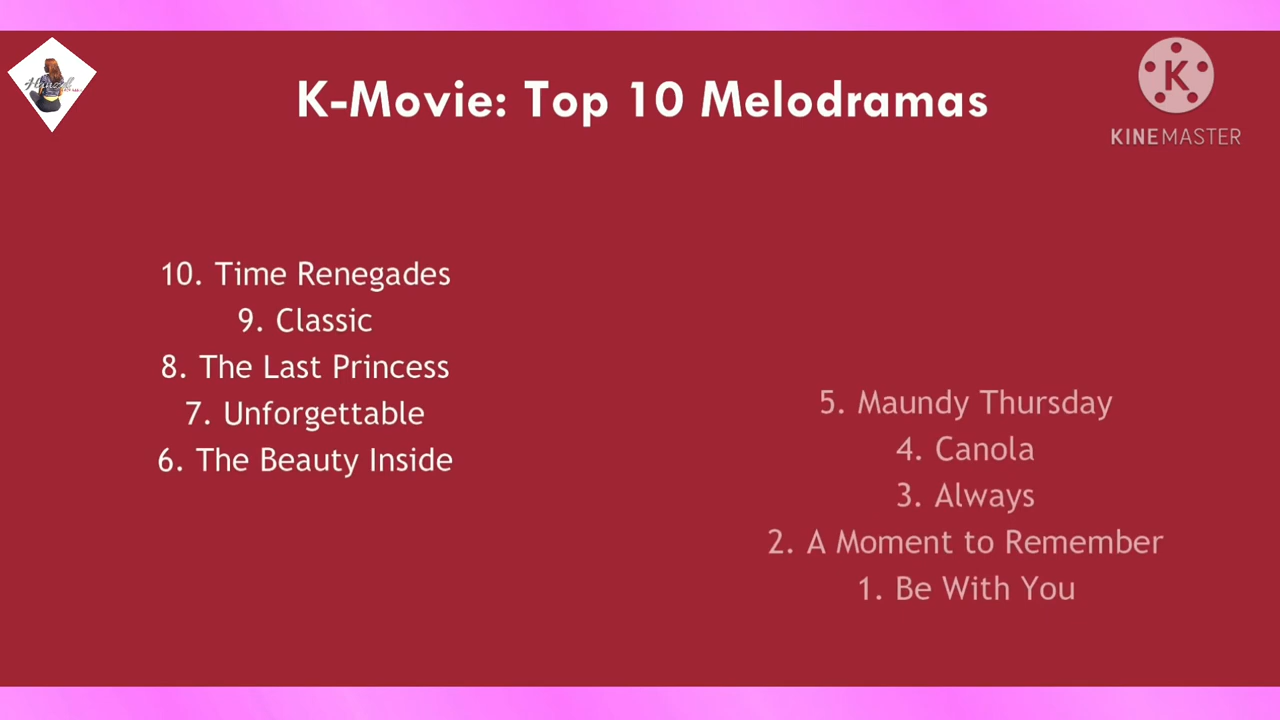 K-Movie: Top 10 Melodramas
KINEMASTER
10. Time Renegades
9. Classic
8. The Last Princess
7. Unforgettable
6. The Beauty Inside
5. Maundy Thursday
4. Canola
3. Always
2. A Moment to Remember
1. Be With You